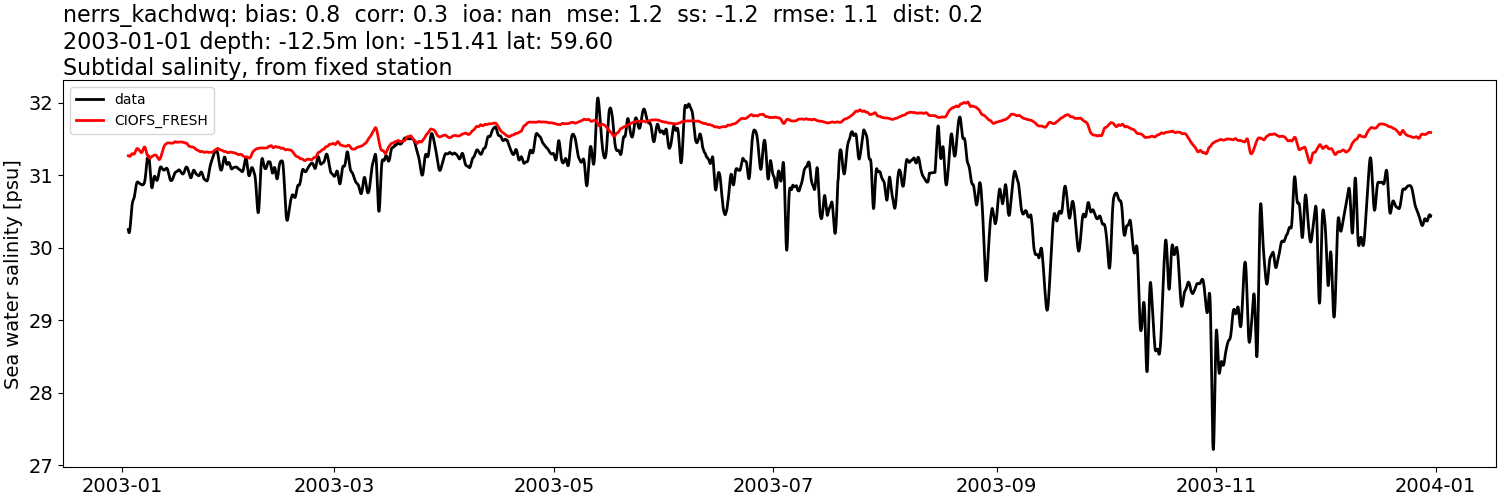 nerrs_kachdwq: bias: 0.8  corr: 0.3  ioa: nan  mse: 1.2  ss: -1.2  rmse: 1.1  dist: 0.2
2003-01-01 depth: -12.5m lon: -151.41 lat: 59.60
Subtidal salinity, from fixed station
data
CIOFS_FRESH
Sea water salinity [psu]
32
31
30
29
28
27
2003-01
2003-03
2003-05
2003-07
2003-09
2003-11
2004-01